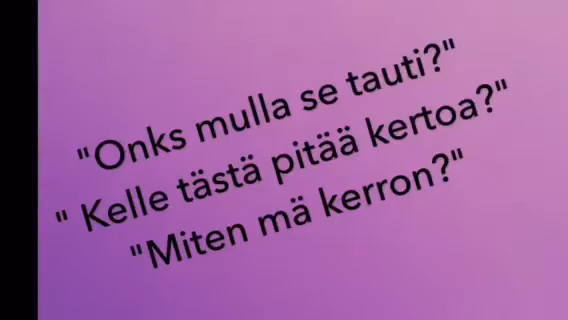 "Onks mulla se tauti?"
" Kelle tästä pitää kertoa?"
"Miten mä kerron?"